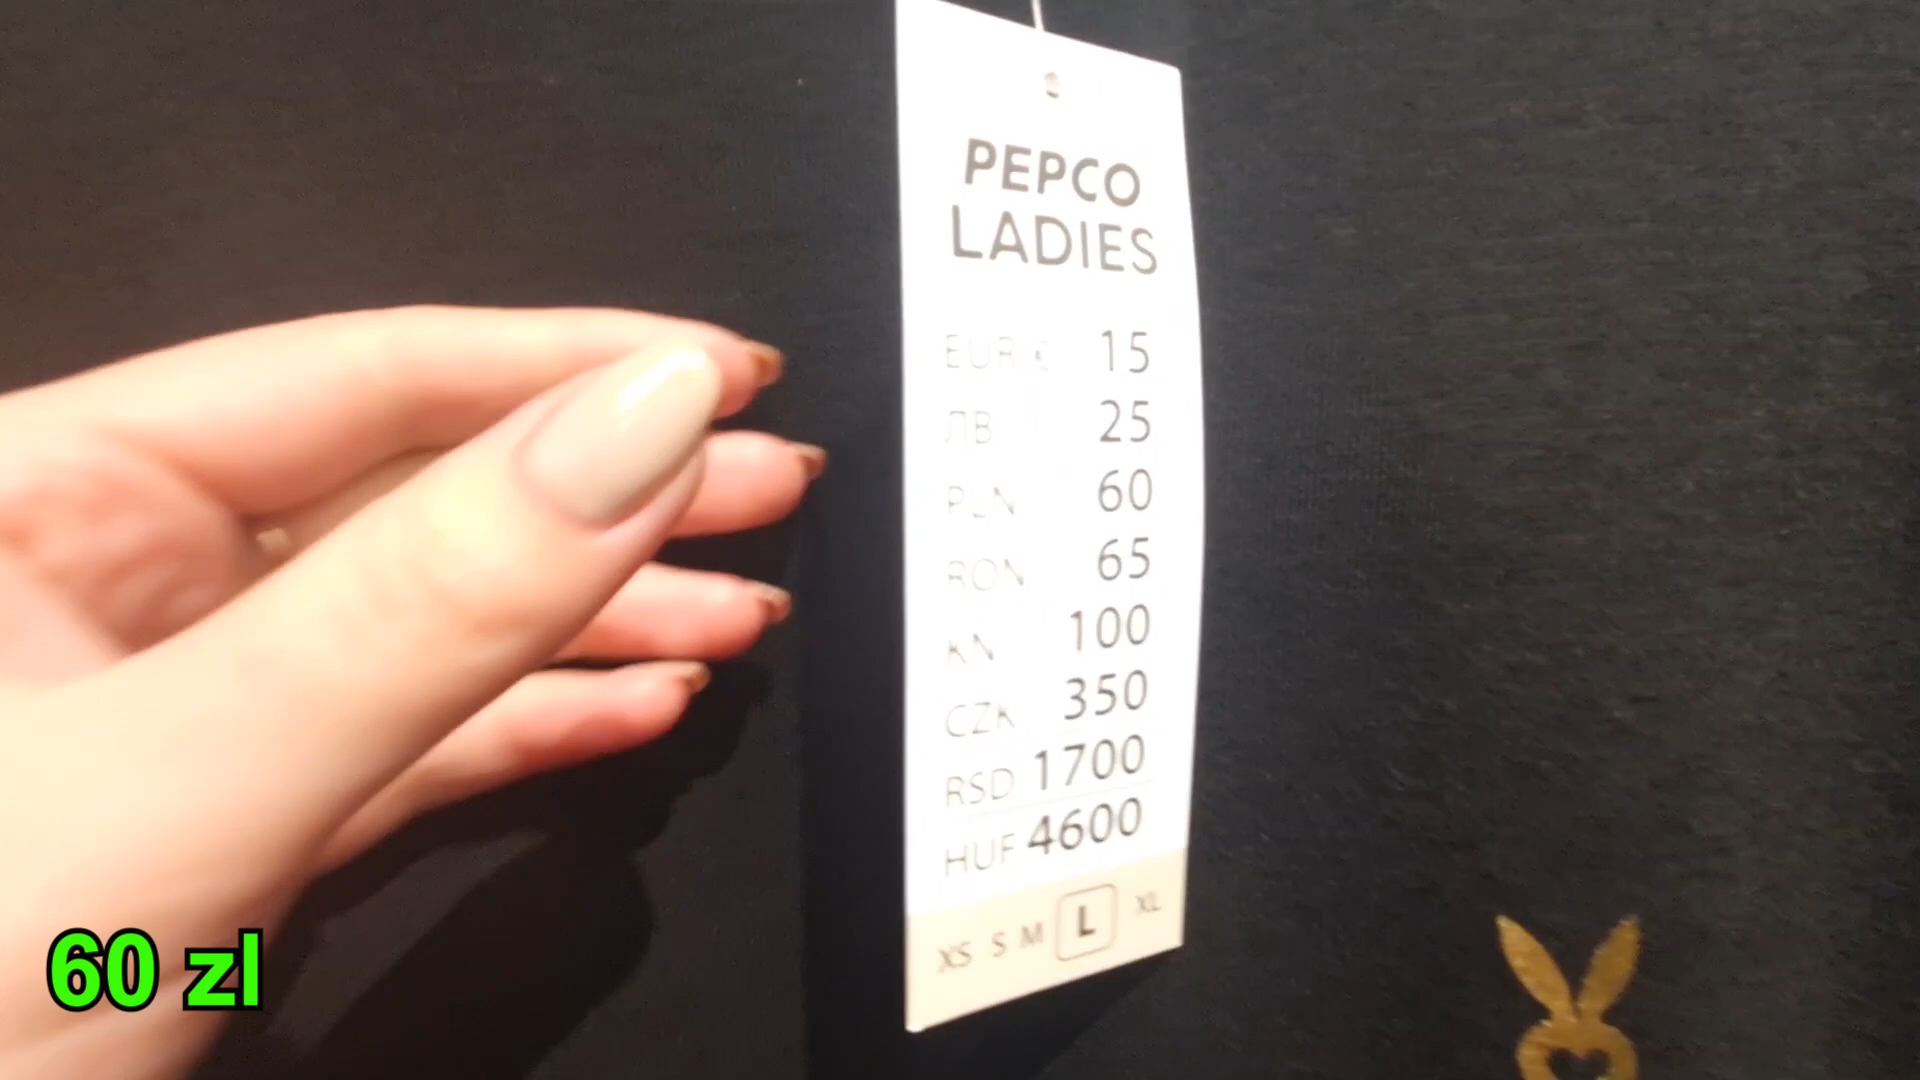 PEPCO
LADIES
EUR € 15
ЛВ 25
PLN 60
RON 65
KN 100
CZK 350
RSD 1700
HUF 4600
XS S M L XL
60 zl